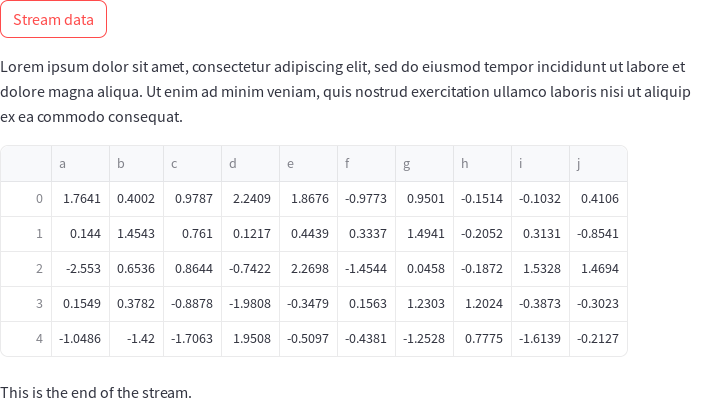 Stream data
Lorem ipsum dolor sit amet, consectetur adipiscing elit, sed do eiusmod tempor incididunt ut labore et
dolore magna aliqua. Ut enim ad minim veniam, quis nostrud exercitation ullamco laboris nisi ut aliquip
ex ea commodo consequat.
a b c d e f g h i j
0 1.7641 0.4002 0.9787 2.2409 1.8676 -0.9773 0.9501 -0.1514 -0.1032 0.4106
1 0.144 1.4543 0.761 0.1217 0.4439 0.3337 1.4941 -0.2052 0.3131 -0.8541
2 -2.553 0.6536 0.8644 -0.7422 2.2698 -1.4544 0.0458 -0.1872 1.5328 1.4694
3 0.1549 0.3782 -0.8878 -1.9808 -0.3479 0.1563 1.2303 1.2024 -0.3873 -0.3023
4 -1.0486 -1.42 -1.7063 1.9508 -0.5097 -0.4381 -1.2528 0.7775 -1.6139 -0.2127
This is the end of the stream.